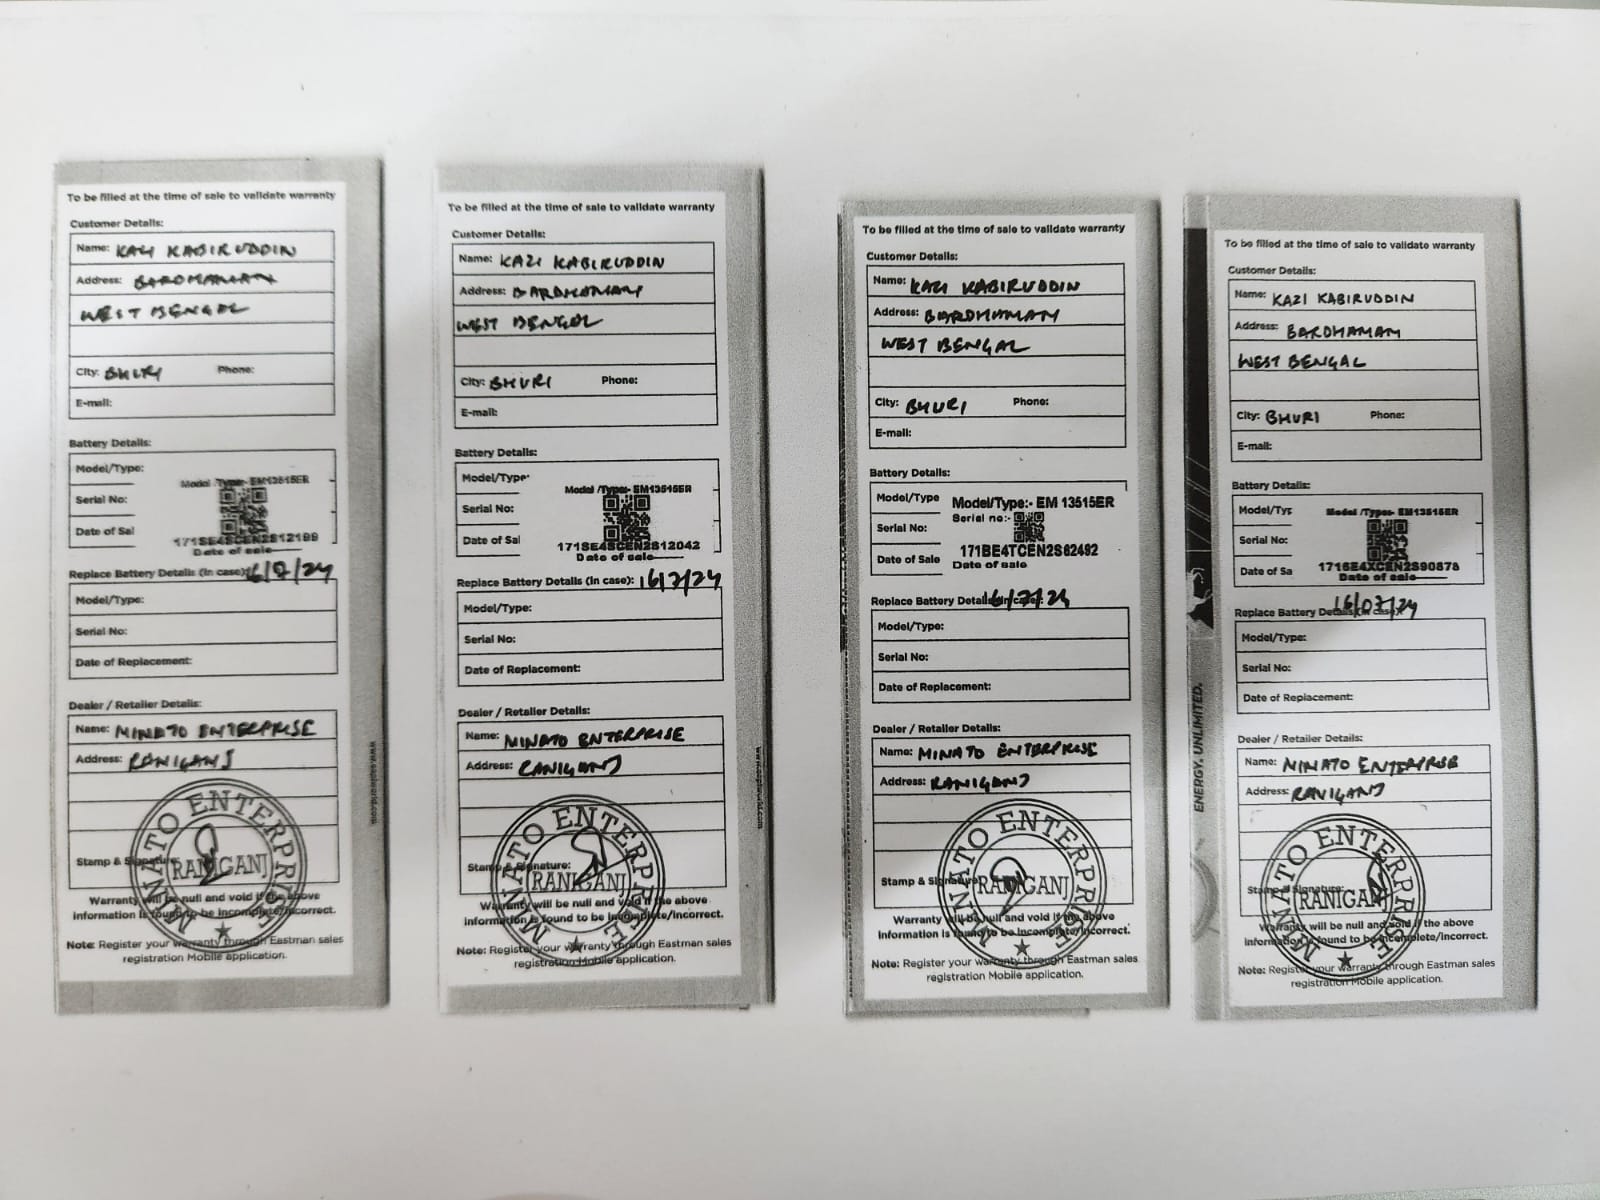 To be filled at the time of sale to validate warranty
Customer Details:
Name: KAZI KABIRUDDIN
Address: BARDHAMAN
WEST BENGAL
City: BHURI Phone:
E-mail:
Battery Details:
Model/Type:
Model /Type:- EM13515ER
Serial No:
Date of Sal
Date of sale
Replace Battery Details (In case): 16/7/24
Model/Type:
Serial No:
Date of Replacement:
Dealer / Retailer Details:
Name: MINATO ENTERPRISE
Address: RANIGANJ
Stamp & Signature:
MINATO ENTERPRISE
RANIGANJ
Warranty will be null and void if the above
information is found to be incomplete/incorrect.
Note: Register your warranty through Eastman sales
registration Mobile application.
To be filled at the time of sale to validate warranty
Customer Details:
Name: KAZI KABIRUDDIN
Address: BARDHAMAN
WEST BENGAL
City: BHURI Phone:
E-mail:
Battery Details:
Model/Type
Model /Type:- EM13515ER
Serial No:
Date of Sal
171SE4SCEN2S12042
Date of sale
Replace Battery Details (In case): 16/7/24
Model/Type:
Serial No:
Date of Replacement:
Dealer / Retailer Details:
Name: MINATO ENTERPRISE
Address: RANIGANJ
Stamp & Signature:
MINATO ENTERPRISE
RANIGANJ
Warranty will be null and void if the above
information is found to be incomplete/incorrect.
Note: Register your warranty through Eastman sales
registration Mobile application.
To be filled at the time of sale to validate warranty
Customer Details:
Name: KAZI KABIRUDDIN
Address: BARDHAMAN
WEST BENGAL
City: BHURI Phone:
E-mail:
Battery Details:
Model/Type
Model/Type:- EM 13515ER
Serial No:
Serial no:-
Date of Sale
171BE4TCEN2S62492
Date of sale
Replace Battery Details (In case): 16/7/24
Model/Type:
Serial No:
Date of Replacement:
Dealer / Retailer Details:
Name: MINATO ENTERPRISE
Address: RANIGANJ
Stamp & Signature:
MINATO ENTERPRISE
RANIGANJ
Warranty will be null and void if the above
information is found to be incomplete/incorrect.
Note: Register your warranty through Eastman sales
registration Mobile application.
ENERGY. UNLIMITED.
To be filled at the time of sale to validate warranty
Customer Details:
Name: KAZI KABIRUDDIN
Address: BARDHAMAN
WEST BENGAL
City: BHURI Phone:
E-mail:
Battery Details:
Model/Typ
Model /Type:- EM13515ER
Serial No:
Date of Sa
Date of sale
Replace Battery Details (In case): 16/07/24
Model/Type:
Serial No:
Date of Replacement:
Dealer / Retailer Details:
Name: MINATO ENTERPRISE
Address: RANIGANJ
Stamp & Signature:
MINATO ENTERPRISE
RANIGANJ
Warranty will be null and void if the above
information is found to be incomplete/incorrect.
Note: Register your warranty through Eastman sales
registration Mobile application.